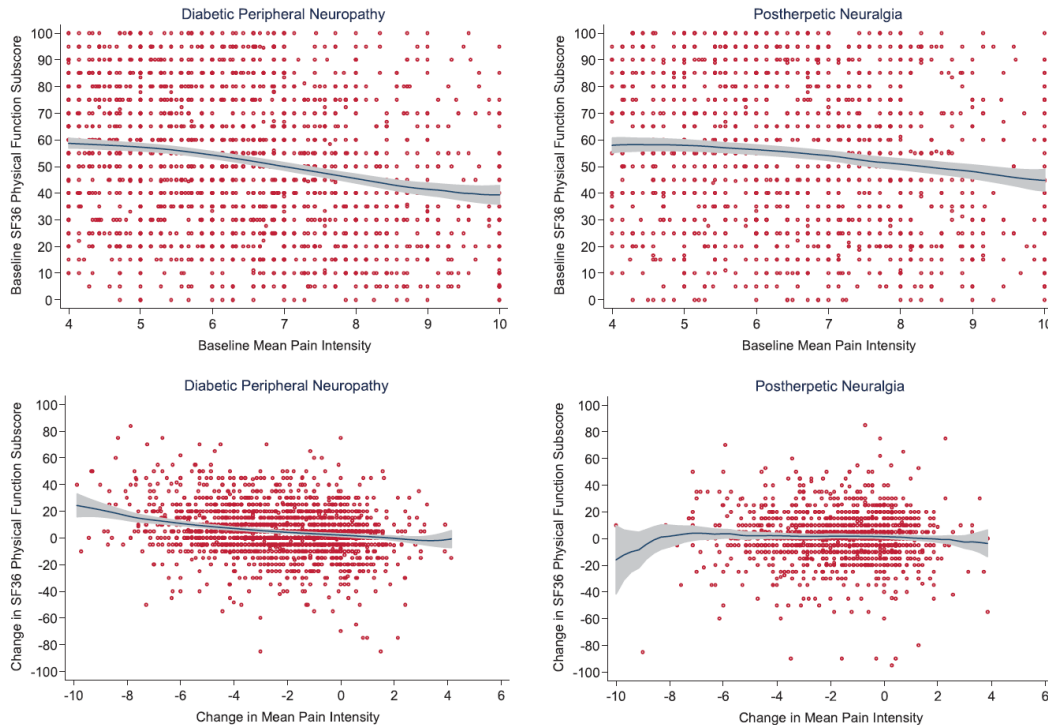 Diabetic Peripheral Neuropathy
Baseline SF36 Physical Function Subscore
100
90
80
70
60
50
40
30
20
10
0
4 5 6 7 8 9 10
Baseline Mean Pain Intensity
Postherpetic Neuralgia
Baseline SF36 Physical Function Subscore
100
90
80
70
60
50
40
30
20
10
0
4 5 6 7 8 9 10
Baseline Mean Pain Intensity
Diabetic Peripheral Neuropathy
Change in SF36 Physical Function Subscore
100
80
60
40
20
0
-20
-40
-60
-80
-100
-10 -8 -6 -4 -2 0 2 4 6
Change in Mean Pain Intensity
Postherpetic Neuralgia
Change in SF36 Physical Function Subscore
100
80
60
40
20
0
-20
-40
-60
-80
-100
-10 -8 -6 -4 -2 0 2 4 6
Change in Mean Pain Intensity